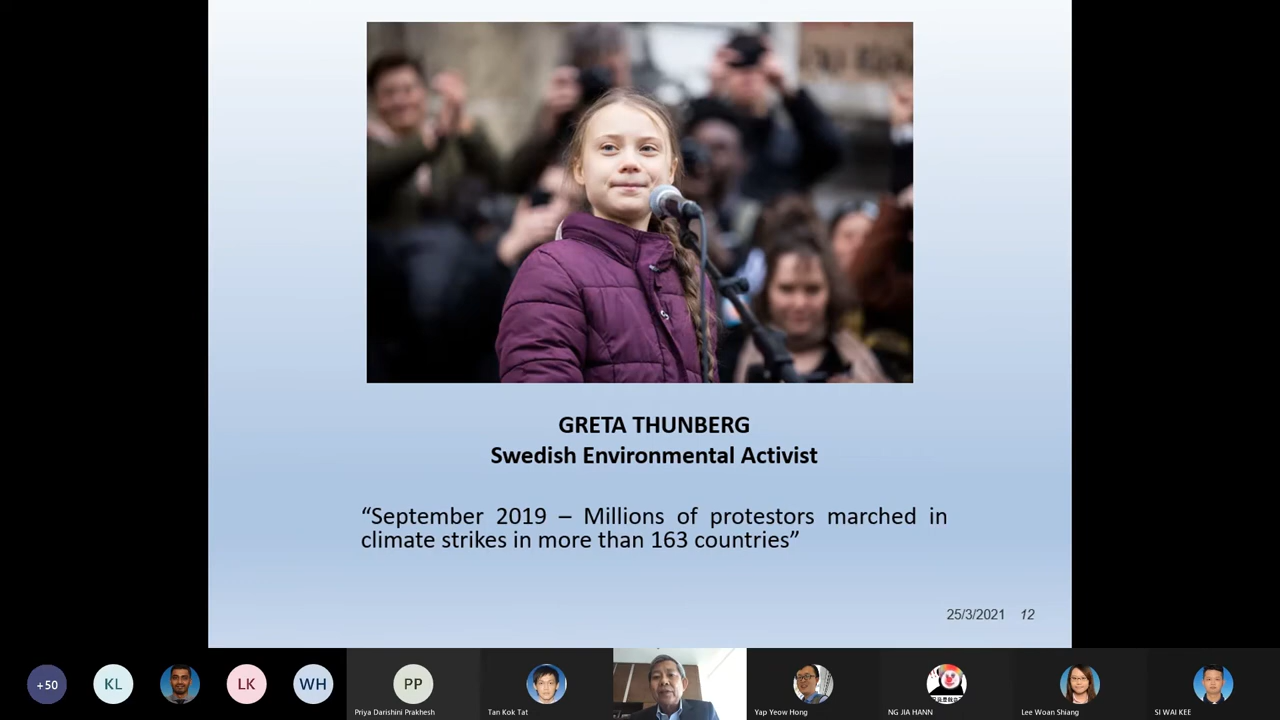 GRETA THUNBERG
Swedish Environmental Activist
“September 2019 – Millions of protestors marched in
climate strikes in more than 163 countries”
25/3/2021 12
+50
KL
LK
WH
PP
Priya Darishini Prakhesh
Tan Kok Tat
Yap Yeow Hong
NG JIA HANN
Lee Woan Shiang
SI WAI KEE